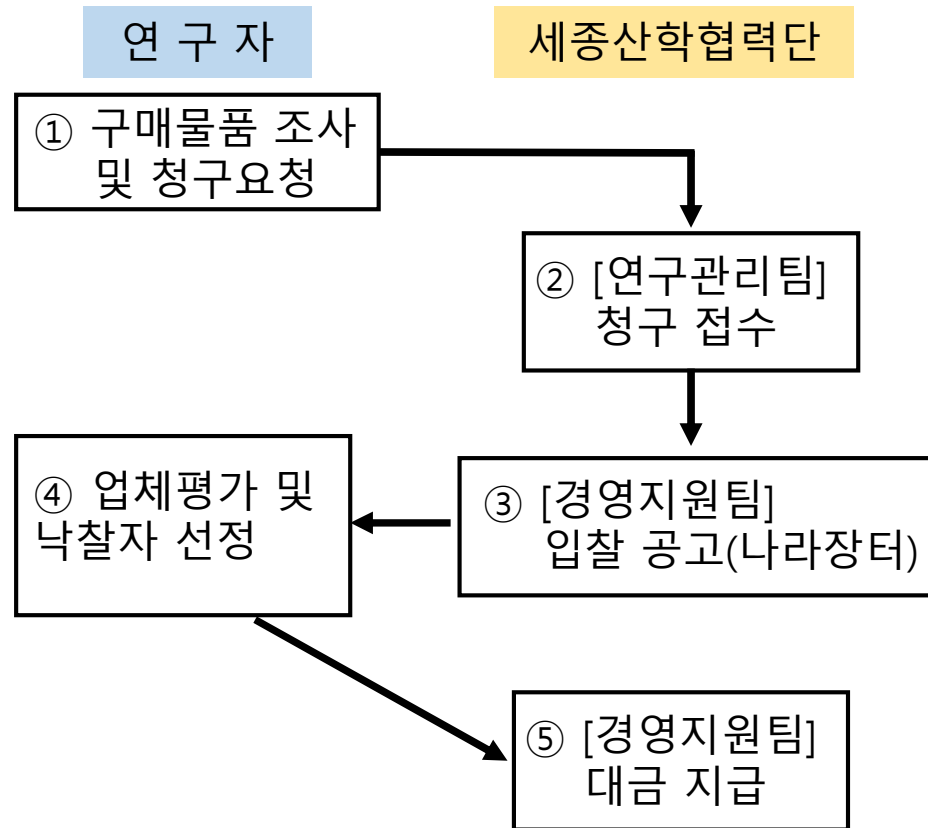 연 구 자
세종산학협력단
① 구매물품 조사
및 청구요청
② [연구관리팀]
청구 접수
③ [경영지원팀]
입찰 공고(나라장터)
④ 업체평가 및
낙찰자 선정
⑤ [경영지원팀]
대금 지급